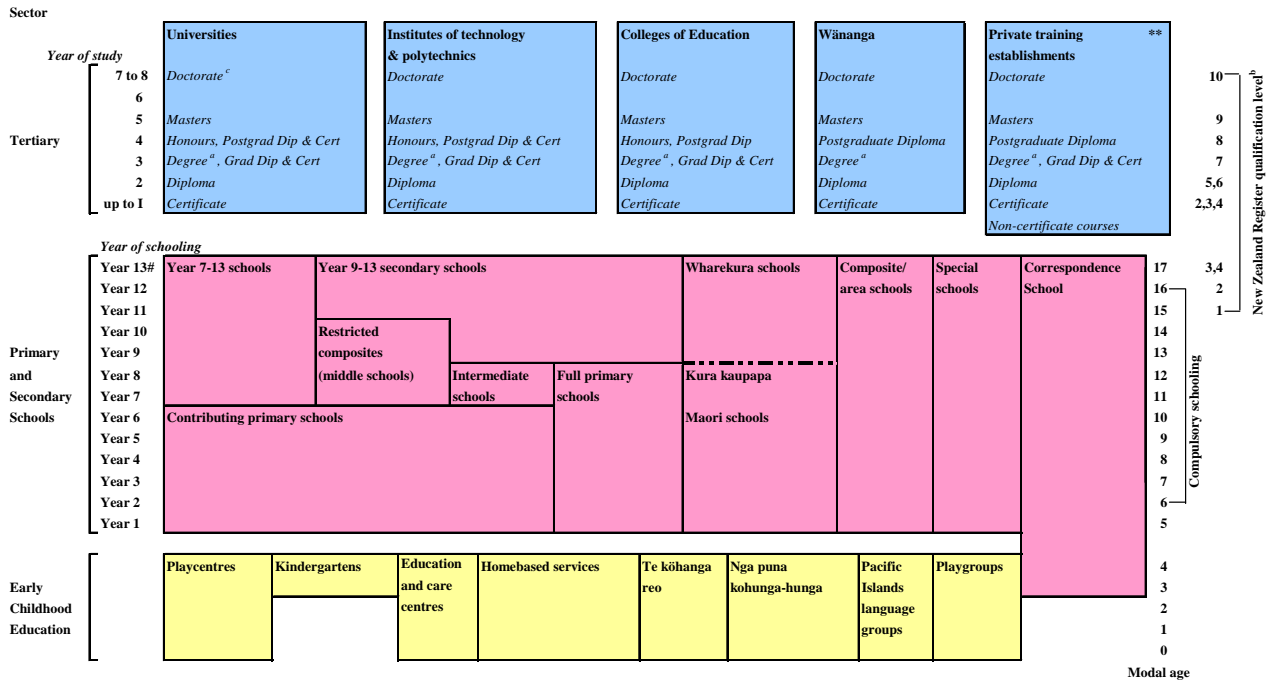 Sector
Universities
Institutes of technology
& polytechnics
Colleges of Education
Wänanga
Private training **
establishments
Year of study
7 to 8 Doctorate c Doctorate Doctorate Doctorate Doctorate 10
6
5 Masters Masters Masters Masters Masters 9
Tertiary 4 Honours, Postgrad Dip & Cert Honours, Postgrad Dip & Cert Honours, Postgrad Dip Postgraduate Diploma Postgraduate Diploma 8
3 Degree a , Grad Dip & Cert Degree a , Grad Dip & Cert Degree a , Grad Dip & Cert Degree a Degree a , Grad Dip & Cert 7
2 Diploma Diploma Diploma Diploma Diploma 5,6
up to I Certificate Certificate Certificate Certificate Certificate 2,3,4
Non-certificate courses
New Zealand Register qualification level b
Year of schooling
Year 13# Year 7-13 schools Year 9-13 secondary schools Wharekura schools Composite/ Special Correspondence 17 3,4
Year 12 area schools schools School 16 2
Year 11 15 1
Year 10 Restricted 14
Primary Year 9 composites 13
and Year 8 (middle schools) Intermediate Full primary Kura kaupapa 12
Secondary Year 7 schools schools 11
Schools Year 6 Contributing primary schools Maori schools 10
Year 5 9
Year 4 8
Year 3 7
Year 2 6
Year 1 5
Compulsory schooling
Playcentres Kindergartens Education Homebased services Te köhanga Nga puna Pacific Playgroups 4
Early and care reo kohunga-hunga Islands 3
Childhood centres language 2
Education groups 1
0
Modal age